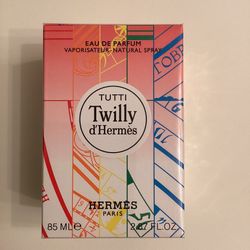 EAU DE PARFUM
VAPORISATEUR-NATURAL SPRAY
TUTTI
Twilly
d'Hermès
HERMÈS
PARIS
85 ML e 2.87 FL.OZ.